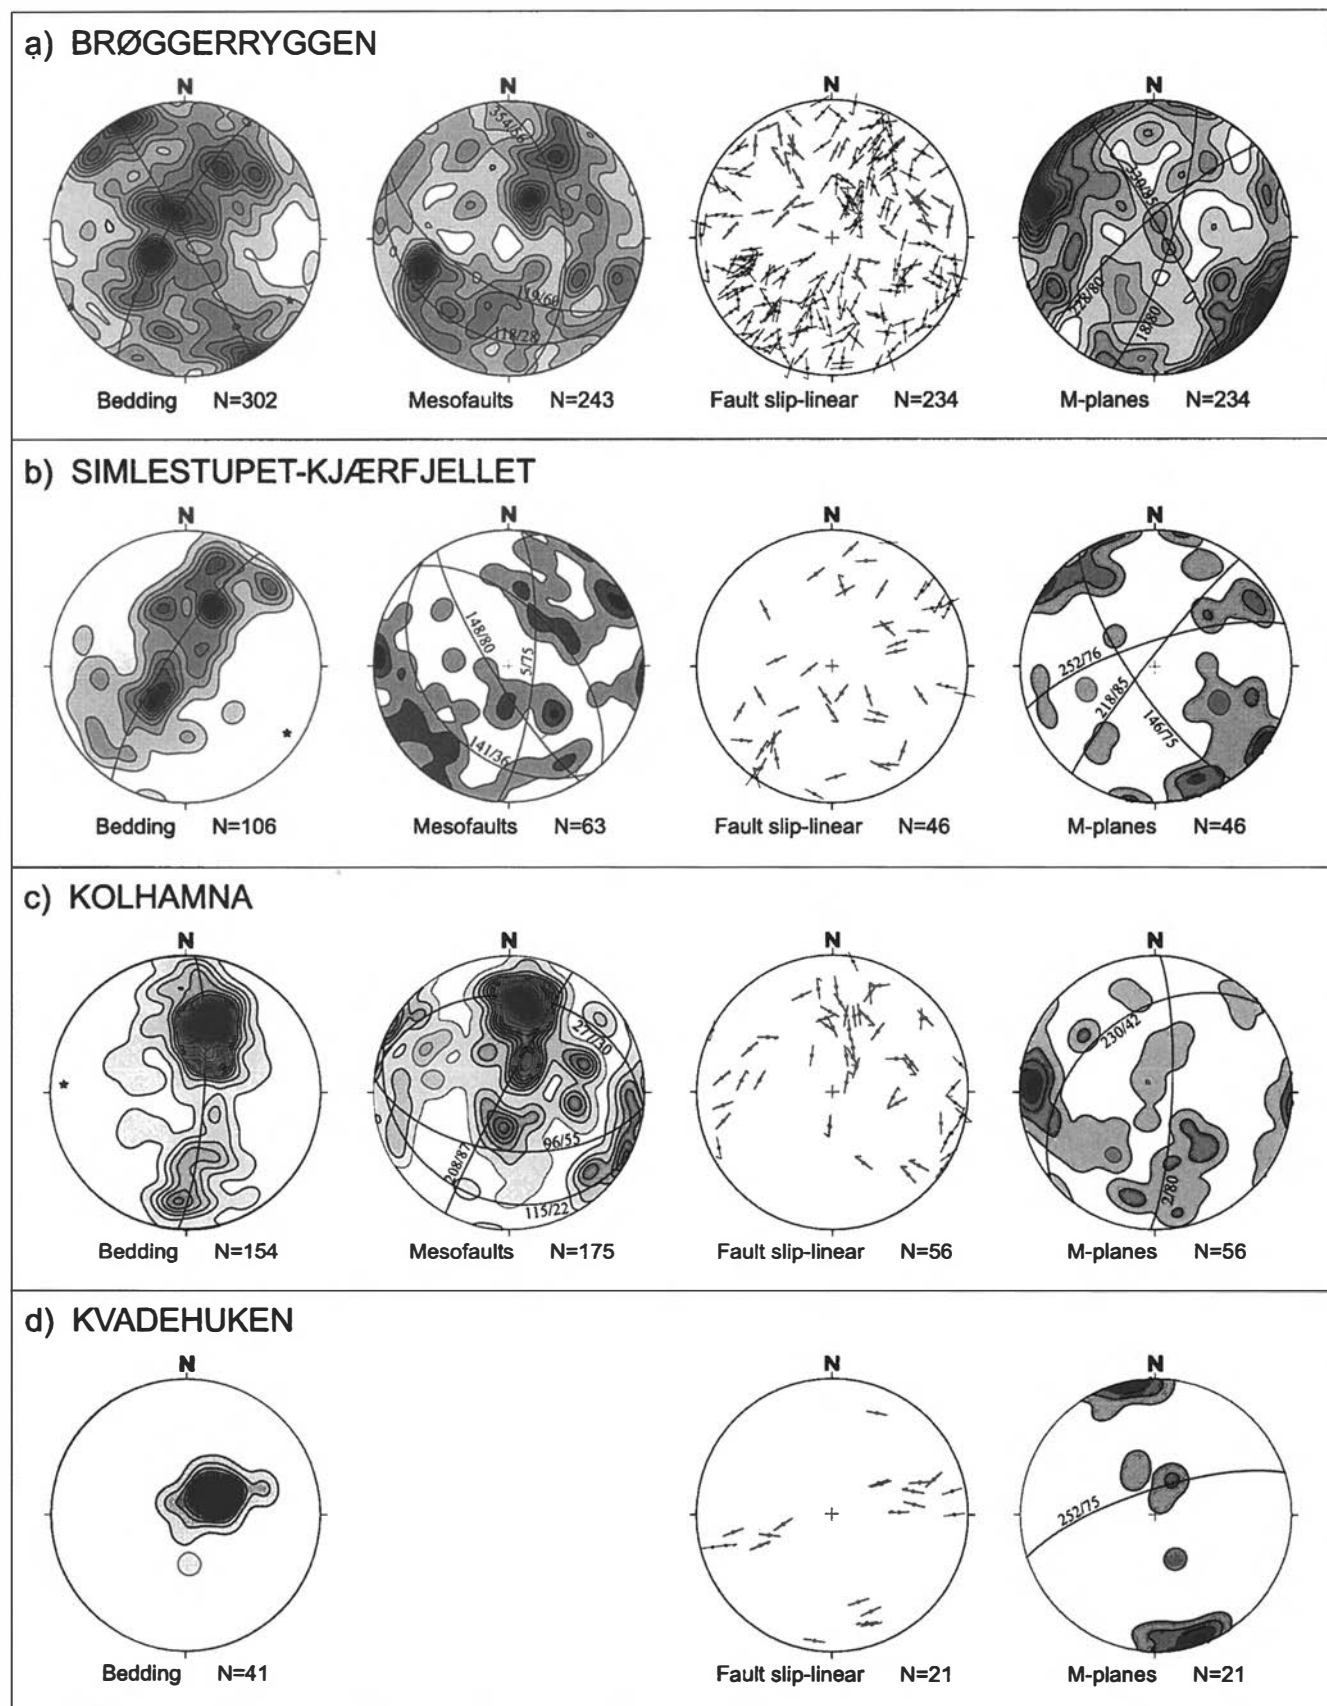 a) BRØGGERRYGGEN
N N N N
354/56
119/60
118/28
330/85
178/80
18/80
Bedding N=302 Mesofaults N=243 Fault slip-linear N=234 M-planes N=234
b) SIMLESTUPET-KJÆRFJELLET
N N N N
148/80
5/75
141/36
252/76
218/85
146/75
Bedding N=106 Mesofaults N=63 Fault slip-linear N=46 M-planes N=46
c) KOLHAMNA
N N N N
277/30
96/55
208/87
115/22
230/42
2/80
Bedding N=154 Mesofaults N=175 Fault slip-linear N=56 M-planes N=56
d) KVADEHUKEN
N N N
252/75
Bedding N=41 Fault slip-linear N=21 M-planes N=21